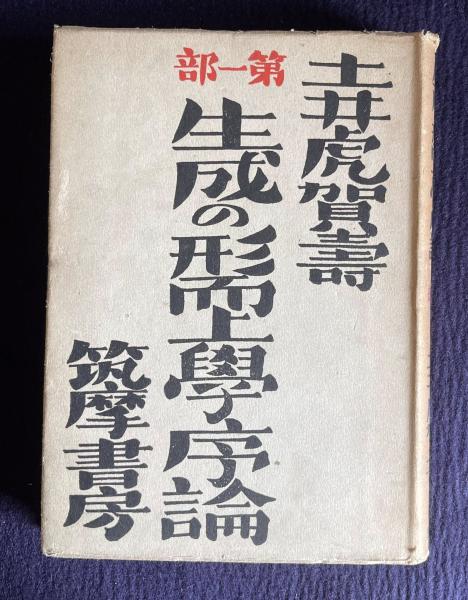 土井虎賀壽
第一部
生成の形而上學序論
筑摩書房